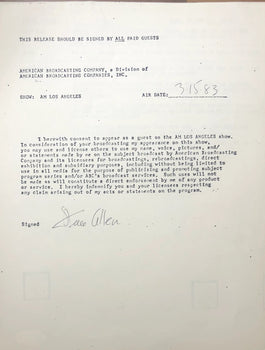 THIS RELEASE SHOULD BE SIGNED BY ALL PAID GUESTS
AMERICAN BROADCASTING COMPANY, a Division of
AMERICAN BROADCASTING COMPANIES, INC.
SHOW: AM LOS ANGELES AIR DATE: 3/15/83
I herewith consent to appear as a guest on the AM LOS ANGELES show.
In consideration of your broadcasting my appearance on this show,
you may use and license others to use my name, voice, pictures, and/
or statements made by me on the subject broadcast by American Broadcasting
Company and its licensees for broadcastings, rebroadcastings, direct
exhibition and subsidiary purposes, including without being limited to
use in all media for the purpose of publicizing and promoting subject
program series and/or ABC's broadcast services. Such uses will not
be made as will constitute a direct endorsement by me of any product
or service. I hereby indemnify you and your licensees respecting
any claim arising out of my acts or statements on the program.
Signed Steve Allen